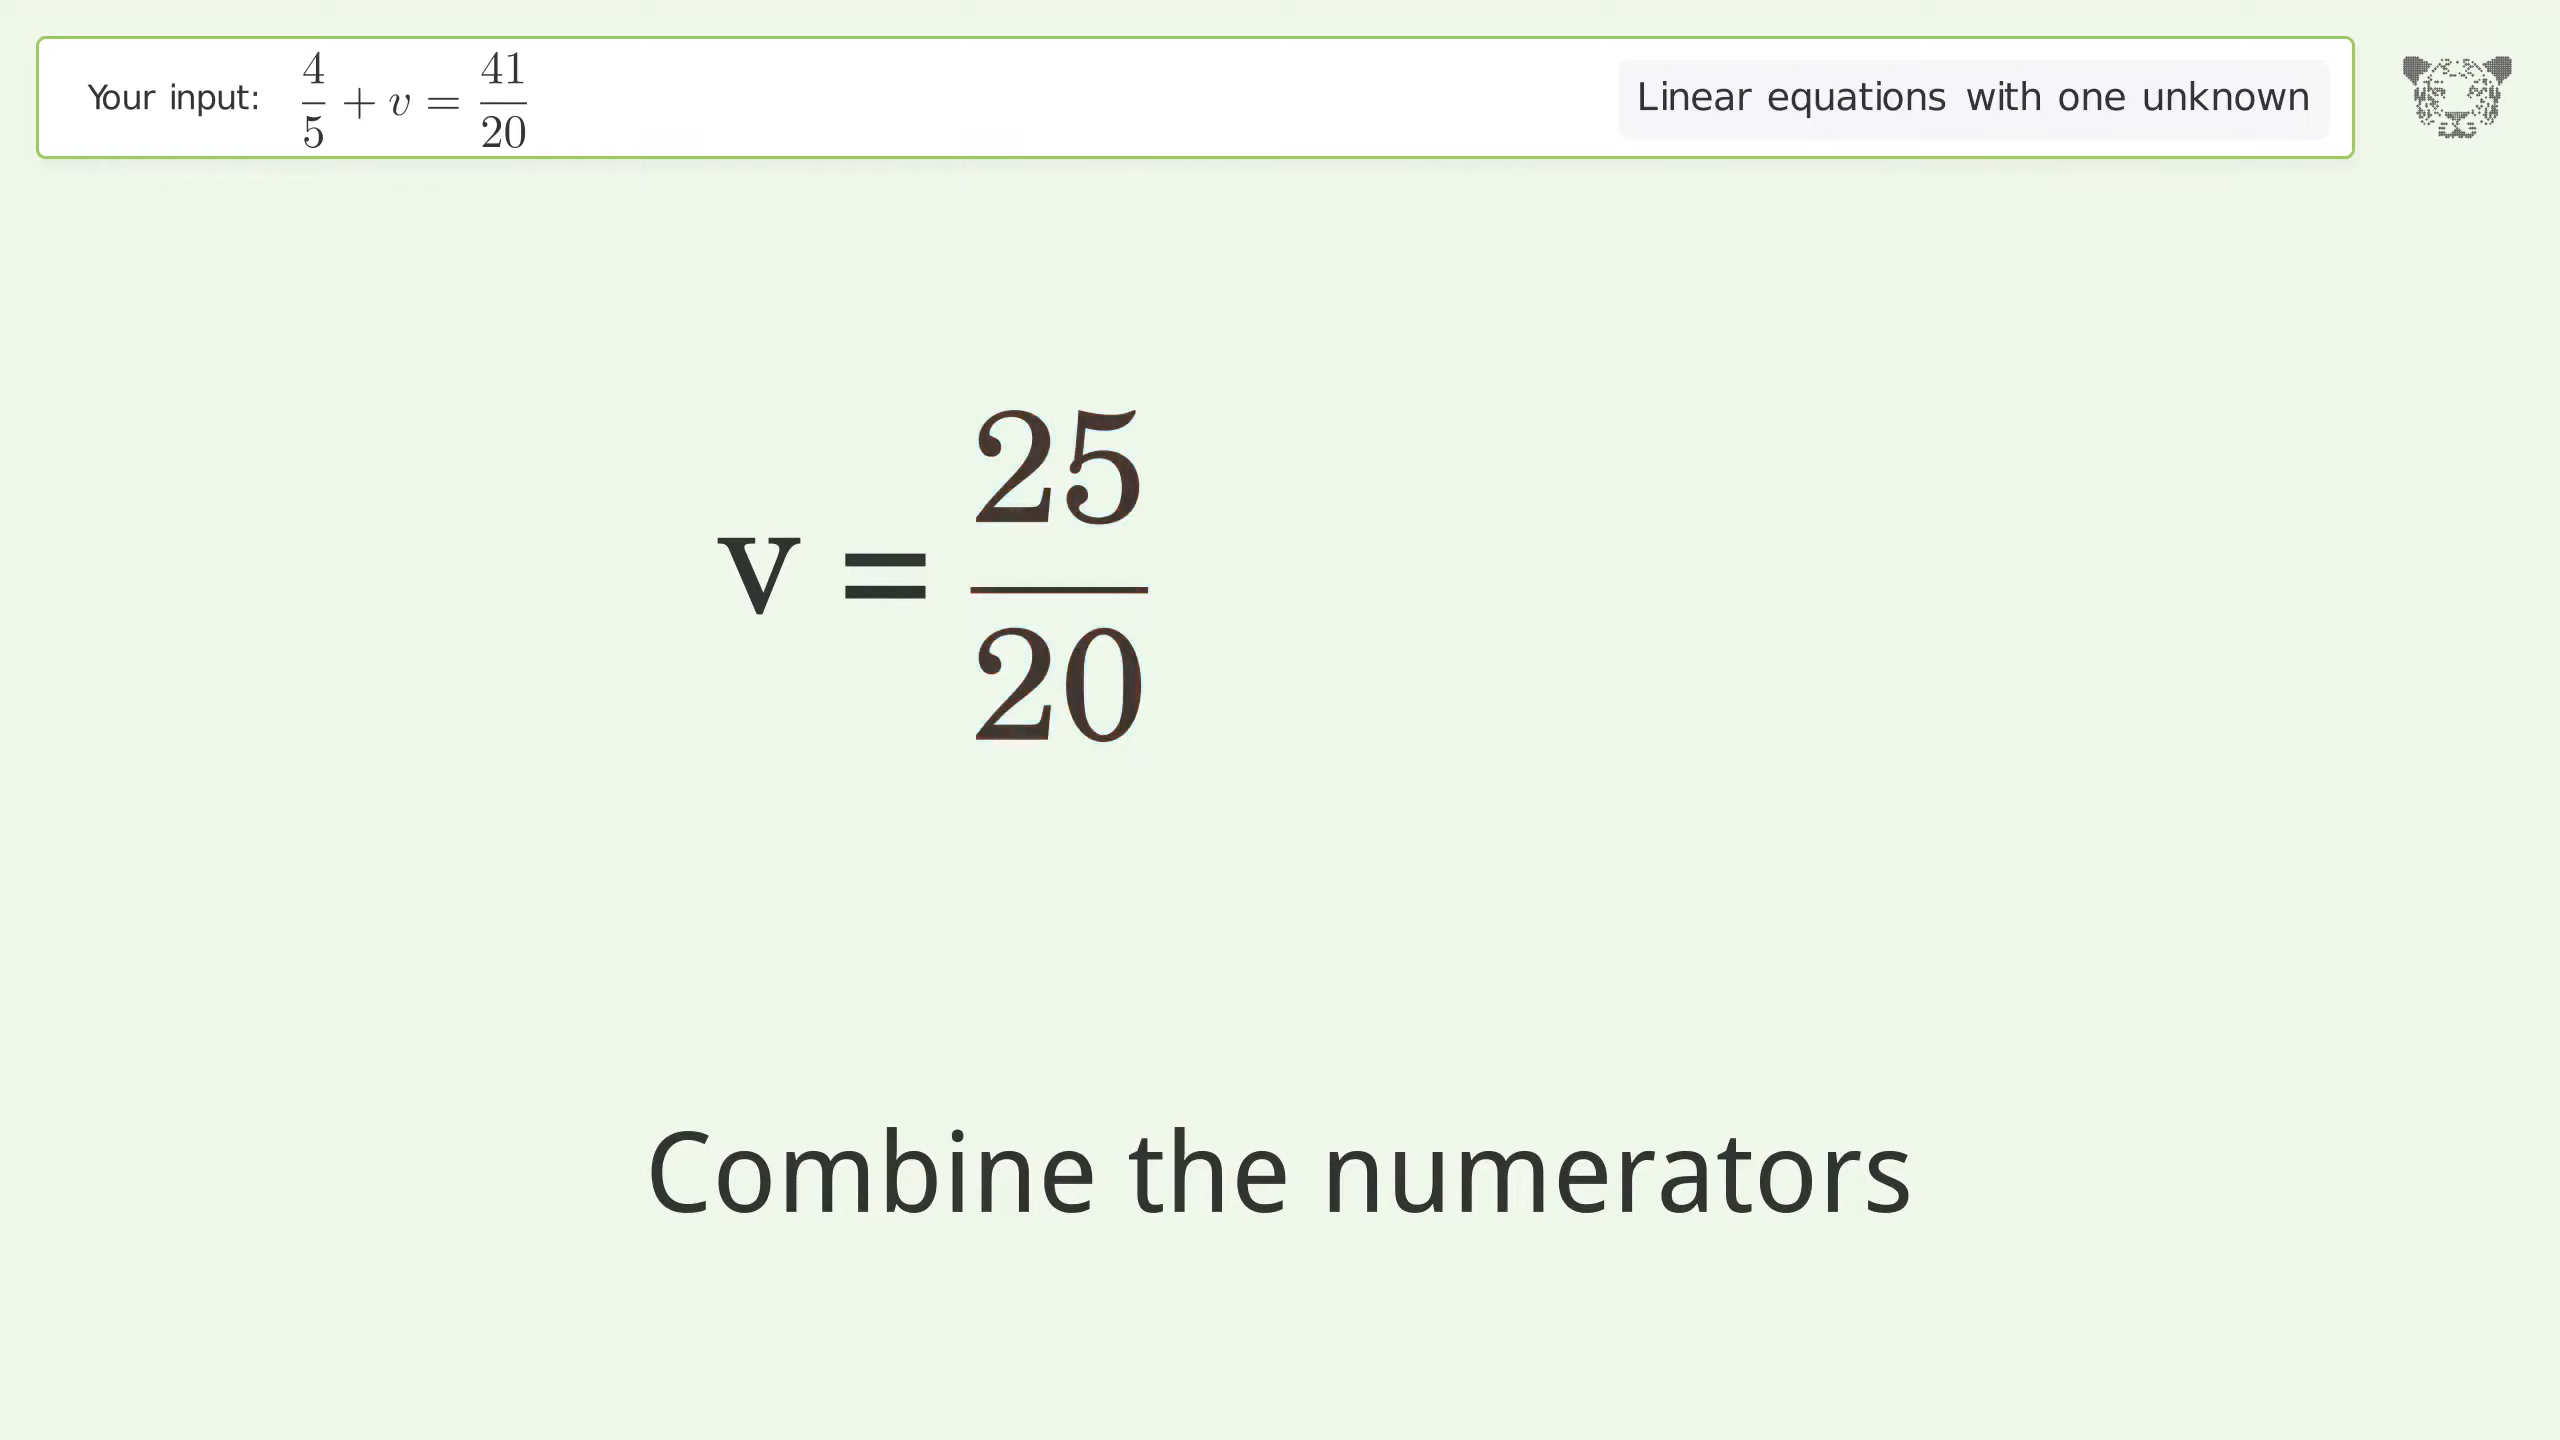 Your input: 4/5 + v = 41/20
Linear equations with one unknown
v = 25/20
Combine the numerators